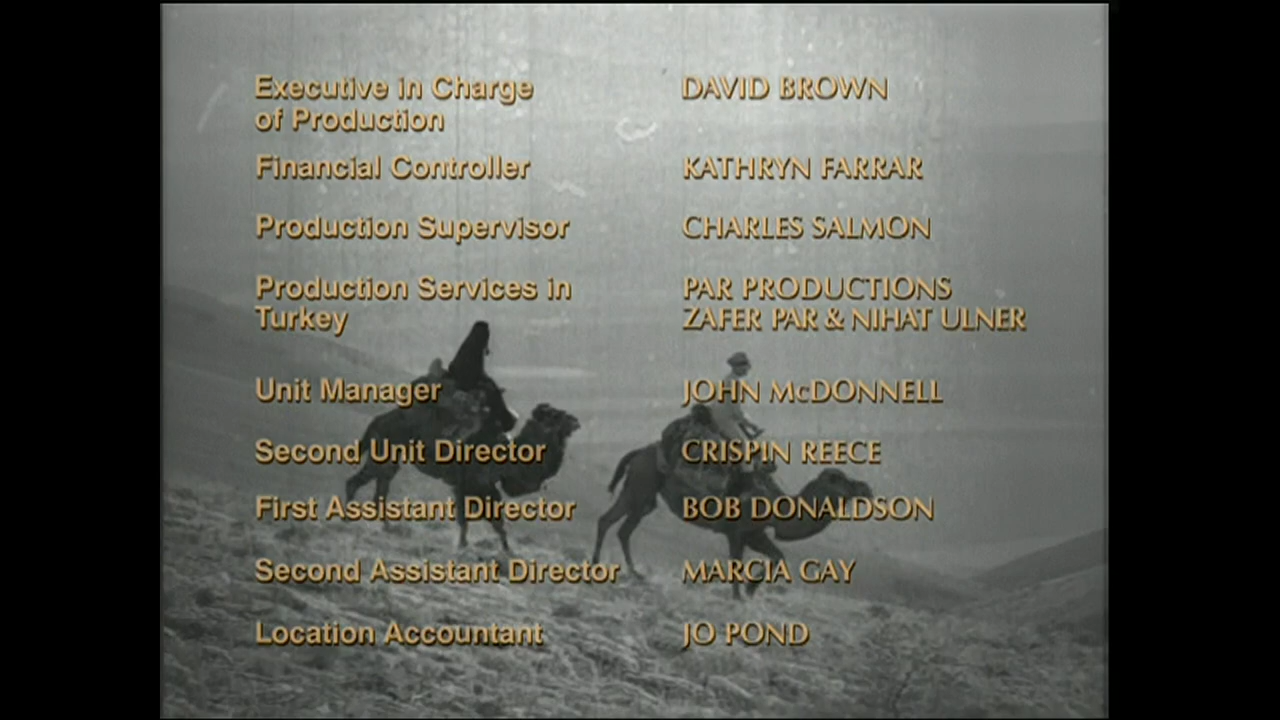 Executive in Charge DAVID BROWN
of Production
Financial Controller KATHRYN FARRAR
Production Supervisor CHARLES SALMON
Production Services in PAR PRODUCTIONS
Turkey ZAFER PAR & NIHAT ULNER
Unit Manager JOHN McDONNELL
Second Unit Director CRISPIN REECE
First Assistant Director BOB DONALDSON
Second Assistant Director MARCIA GAY
Location Accountant JO POND